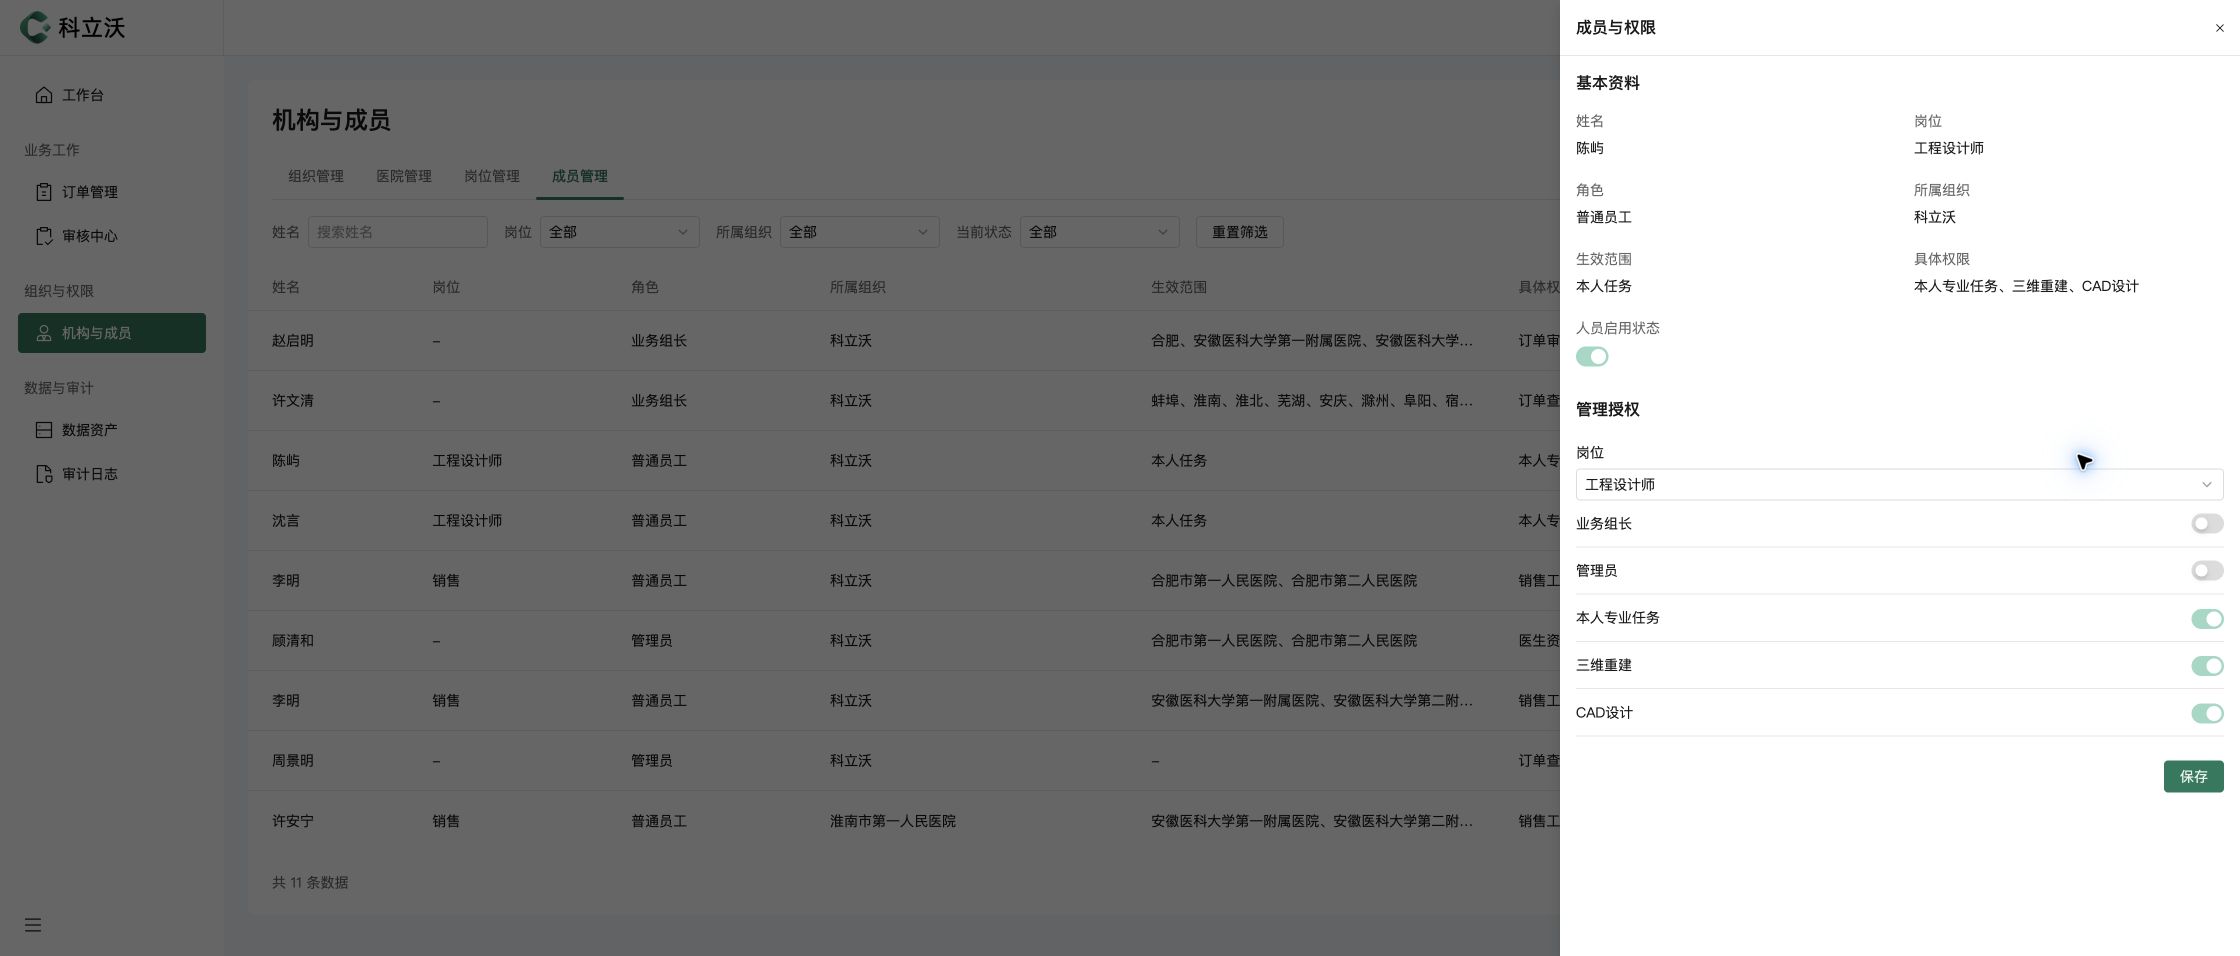 科立沃
工作台
业务工作
订单管理
审核中心
组织与权限
机构与成员
数据与审计
数据资产
审计日志
机构与成员
组织管理 医院管理 岗位管理 成员管理
姓名 搜索姓名 岗位 全部 所属组织 全部 当前状态 全部 重置筛选
姓名 岗位 角色 所属组织 生效范围 具体权
赵启明 – 业务组长 科立沃 合肥、安徽医科大学第一附属医院、安徽医科大学... 订单审
许文清 – 业务组长 科立沃 蚌埠、淮南、淮北、芜湖、安庆、滁州、阜阳、宿... 订单查
陈屿 工程设计师 普通员工 科立沃 本人任务 本人专
沈言 工程设计师 普通员工 科立沃 本人任务 本人专
李明 销售 普通员工 科立沃 合肥市第一人民医院、合肥市第二人民医院 销售工
顾清和 – 管理员 科立沃 合肥市第一人民医院、合肥市第二人民医院 医生资
李明 销售 普通员工 科立沃 安徽医科大学第一附属医院、安徽医科大学第二附... 销售工
周景明 – 管理员 科立沃 – 订单查
许安宁 销售 普通员工 淮南市第一人民医院 安徽医科大学第一附属医院、安徽医科大学第二附... 销售工
共 11 条数据
成员与权限
基本资料
姓名 岗位
陈屿 工程设计师
角色 所属组织
普通员工 科立沃
生效范围 具体权限
本人任务 本人专业任务、三维重建、CAD设计
人员启用状态
管理授权
岗位
工程设计师
业务组长
管理员
本人专业任务
三维重建
CAD设计
保存